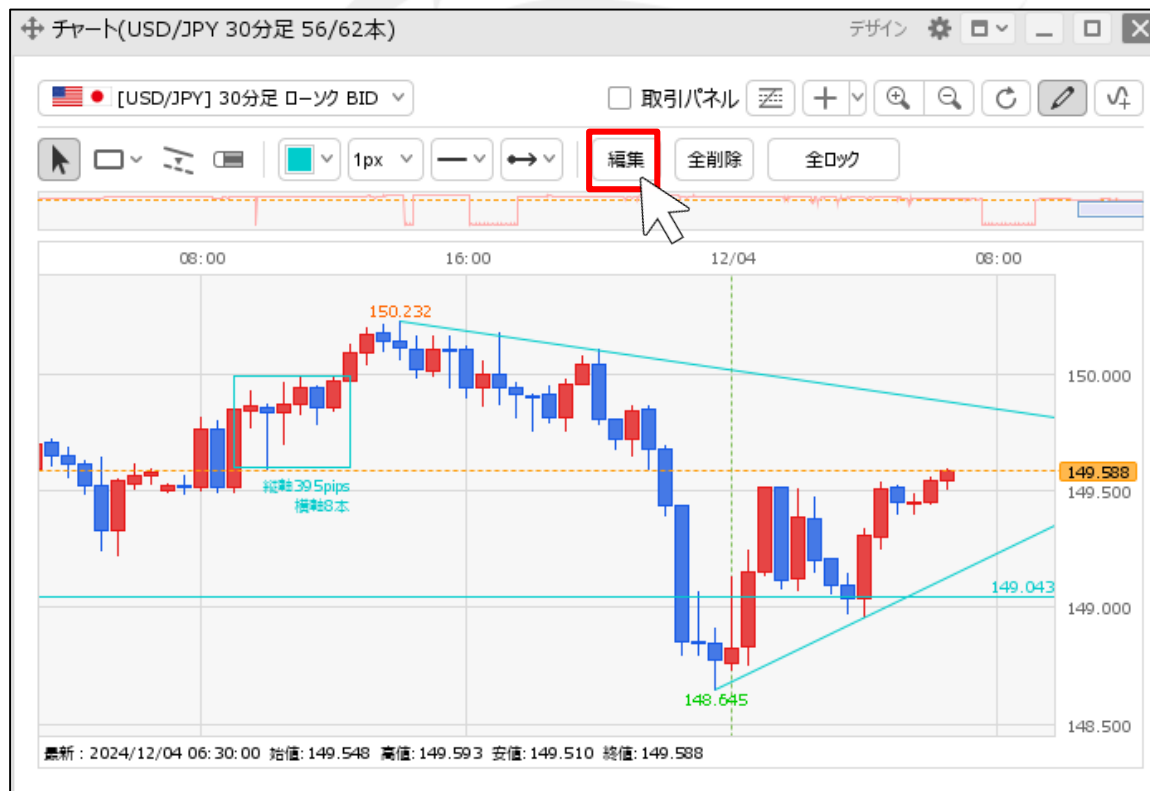 チャート(USD/JPY 30分足 56/62本)
デザイン
[USD/JPY] 30分足 ローソク BID
取引パネル
1px
編集
全削除
全ロック
08:00
16:00
12/04
08:00
150.232
150.000
149.588
149.500
縦軸395pips
横軸8本
149.043
149.000
148.645
148.500
最新 : 2024/12/04 06:30:00 始値:149.548 高値:149.593 安値:149.510 終値:149.588